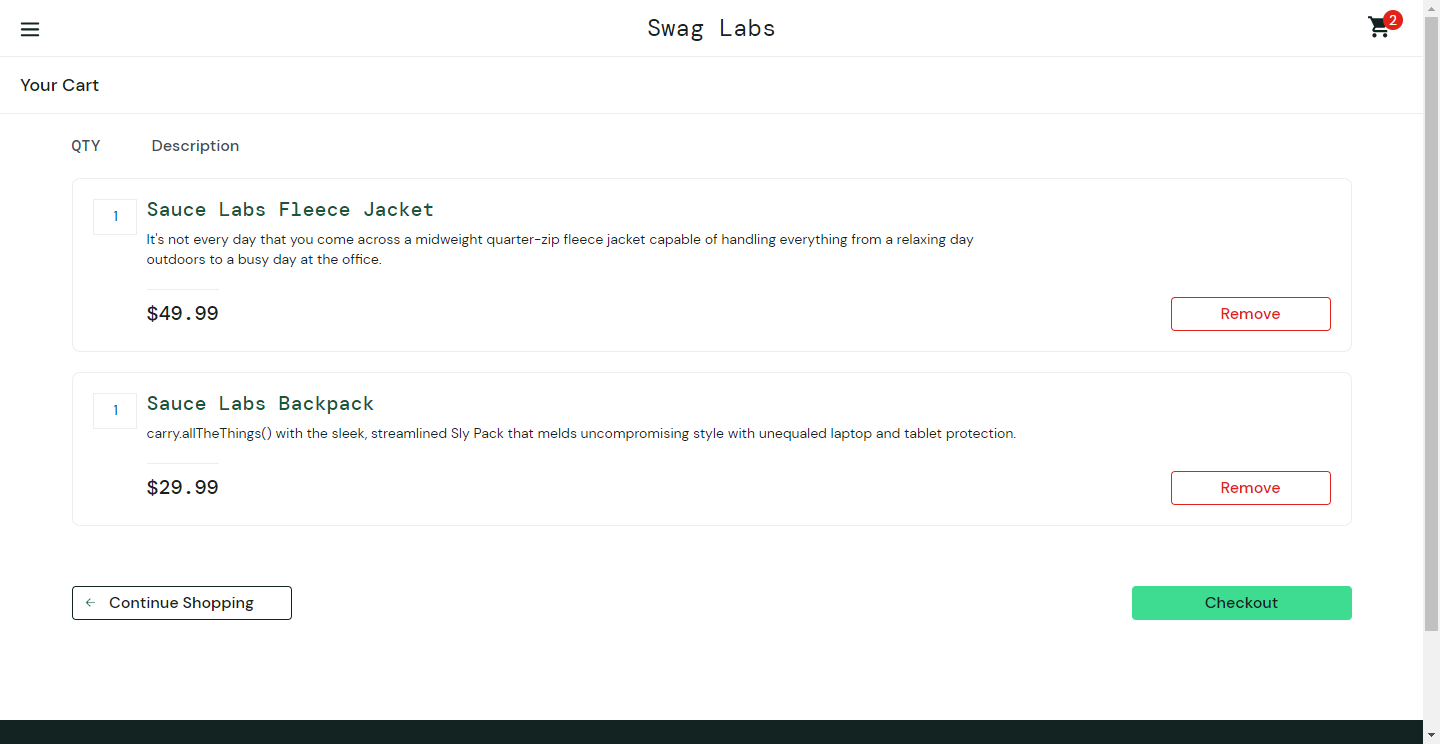 Swag Labs
2
Your Cart
QTY Description
1
Sauce Labs Fleece Jacket
It's not every day that you come across a midweight quarter-zip fleece jacket capable of handling everything from a relaxing day
outdoors to a busy day at the office.
$49.99
Remove
1
Sauce Labs Backpack
carry.allTheThings() with the sleek, streamlined Sly Pack that melds uncompromising style with unequaled laptop and tablet protection.
$29.99
Remove
Continue Shopping
Checkout